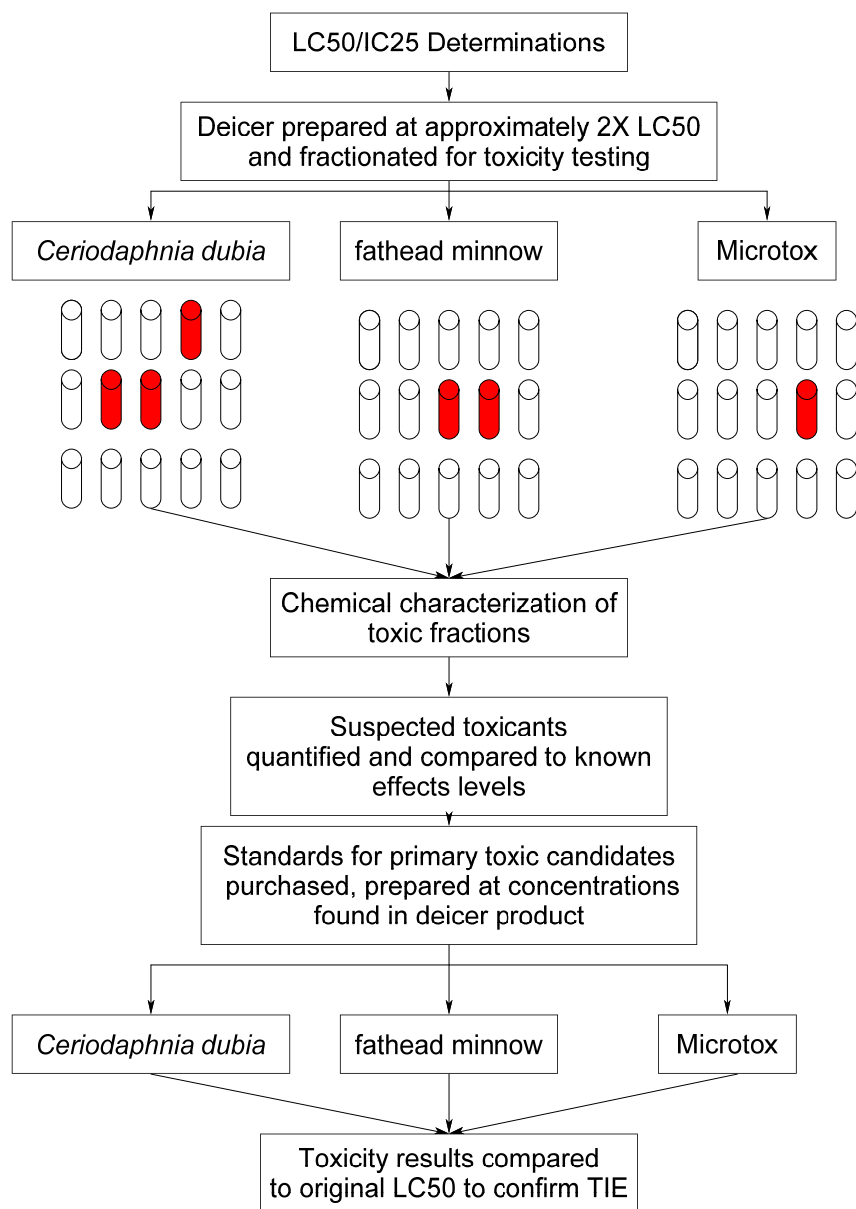 LC50/IC25 Determinations
Deicer prepared at approximately 2X LC50
and fractionated for toxicity testing
Ceriodaphnia dubia
fathead minnow
Microtox
Chemical characterization of
toxic fractions
Suspected toxicants
quantified and compared to known
effects levels
Standards for primary toxic candidates
purchased, prepared at concentrations
found in deicer product
Ceriodaphnia dubia
fathead minnow
Microtox
Toxicity results compared
to original LC50 to confirm TIE